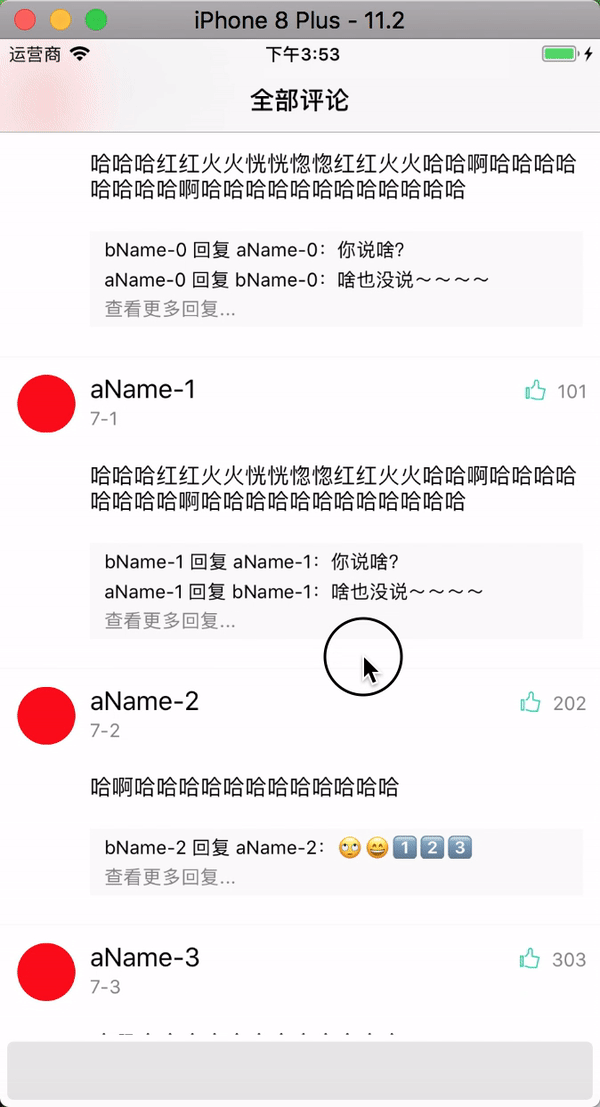 iPhone 8 Plus - 11.2
运营商 下午3:53
全部评论
哈哈哈红红火火恍恍惚惚红红火火哈哈啊哈哈哈哈
哈哈哈哈啊哈哈哈哈哈哈哈哈哈哈哈哈
bName-0 回复 aName-0：你说啥?
aName-0 回复 bName-0：啥也没说～～～～
查看更多回复...
aName-1 101
7-1
哈哈哈红红火火恍恍惚惚红红火火哈哈啊哈哈哈哈
哈哈哈哈啊哈哈哈哈哈哈哈哈哈哈哈哈
bName-1 回复 aName-1：你说啥?
aName-1 回复 bName-1：啥也没说～～～～
查看更多回复...
aName-2 202
7-2
哈啊哈哈哈哈哈哈哈哈哈哈哈哈
bName-2 回复 aName-2：🙄😄1️⃣2️⃣3️⃣
查看更多回复...
aName-3 303
7-3